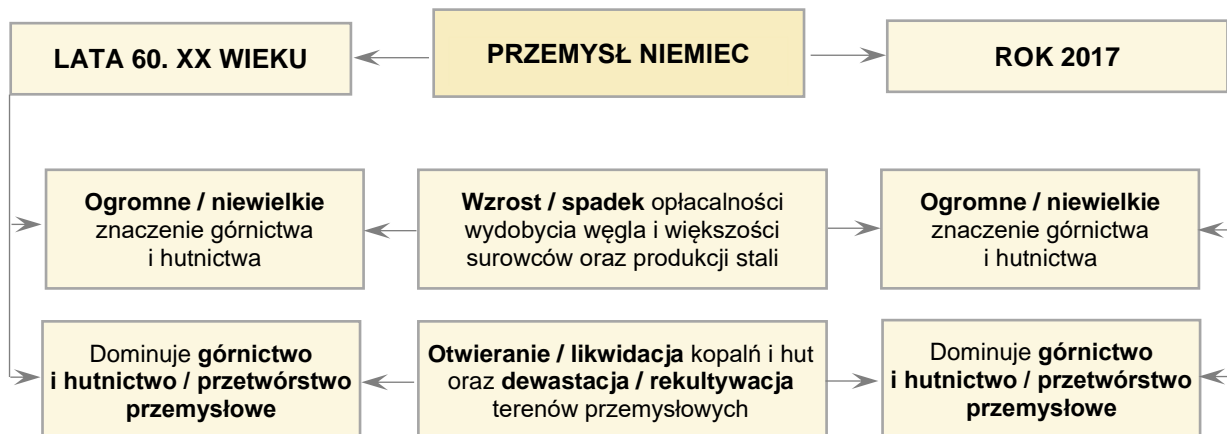 LATA 60. XX WIEKU
PRZEMYSŁ NIEMIEC
ROK 2017
Ogromne / niewielkie
znaczenie górnictwa
i hutnictwa
Wzrost / spadek opłacalności
wydobycia węgla i większości
surowców oraz produkcji stali
Ogromne / niewielkie
znaczenie górnictwa
i hutnictwa
Dominuje górnictwo
i hutnictwo / przetwórstwo
przemysłowe
Otwieranie / likwidacja kopalń i hut
oraz dewastacja / rekultywacja
terenów przemysłowych
Dominuje górnictwo
i hutnictwo / przetwórstwo
przemysłowe